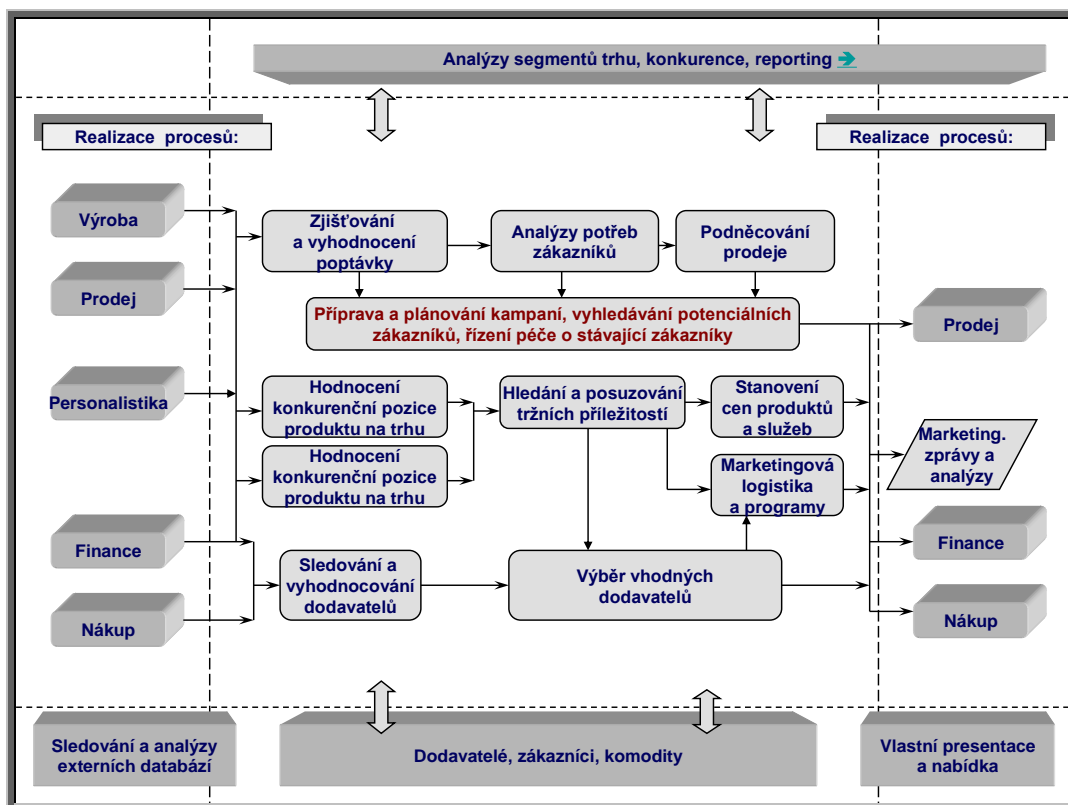 Analýzy segmentů trhu, konkurence, reporting ➔
Realizace procesů:
Realizace procesů:
Výroba
Prodej
Personalistika
Finance
Nákup
Zjišťování
a vyhodnocení
poptávky
Analýzy potřeb
zákazníků
Podněcování
prodeje
Příprava a plánování kampaní, vyhledávání potenciálních
zákazníků, řízení péče o stávající zákazníky
Hodnocení
konkurenční pozice
produktu na trhu
Hodnocení
konkurenční pozice
produktu na trhu
Hledání a posuzování
tržních příležitostí
Stanovení
cen produktů
a služeb
Marketingová
logistika
a programy
Sledování a
vyhodnocování
dodavatelů
Výběr vhodných
dodavatelů
Prodej
Marketing.
zprávy a
analýzy
Finance
Nákup
Sledování a analýzy
externích databází
Dodavatelé, zákazníci, komodity
Vlastní presentace
a nabídka